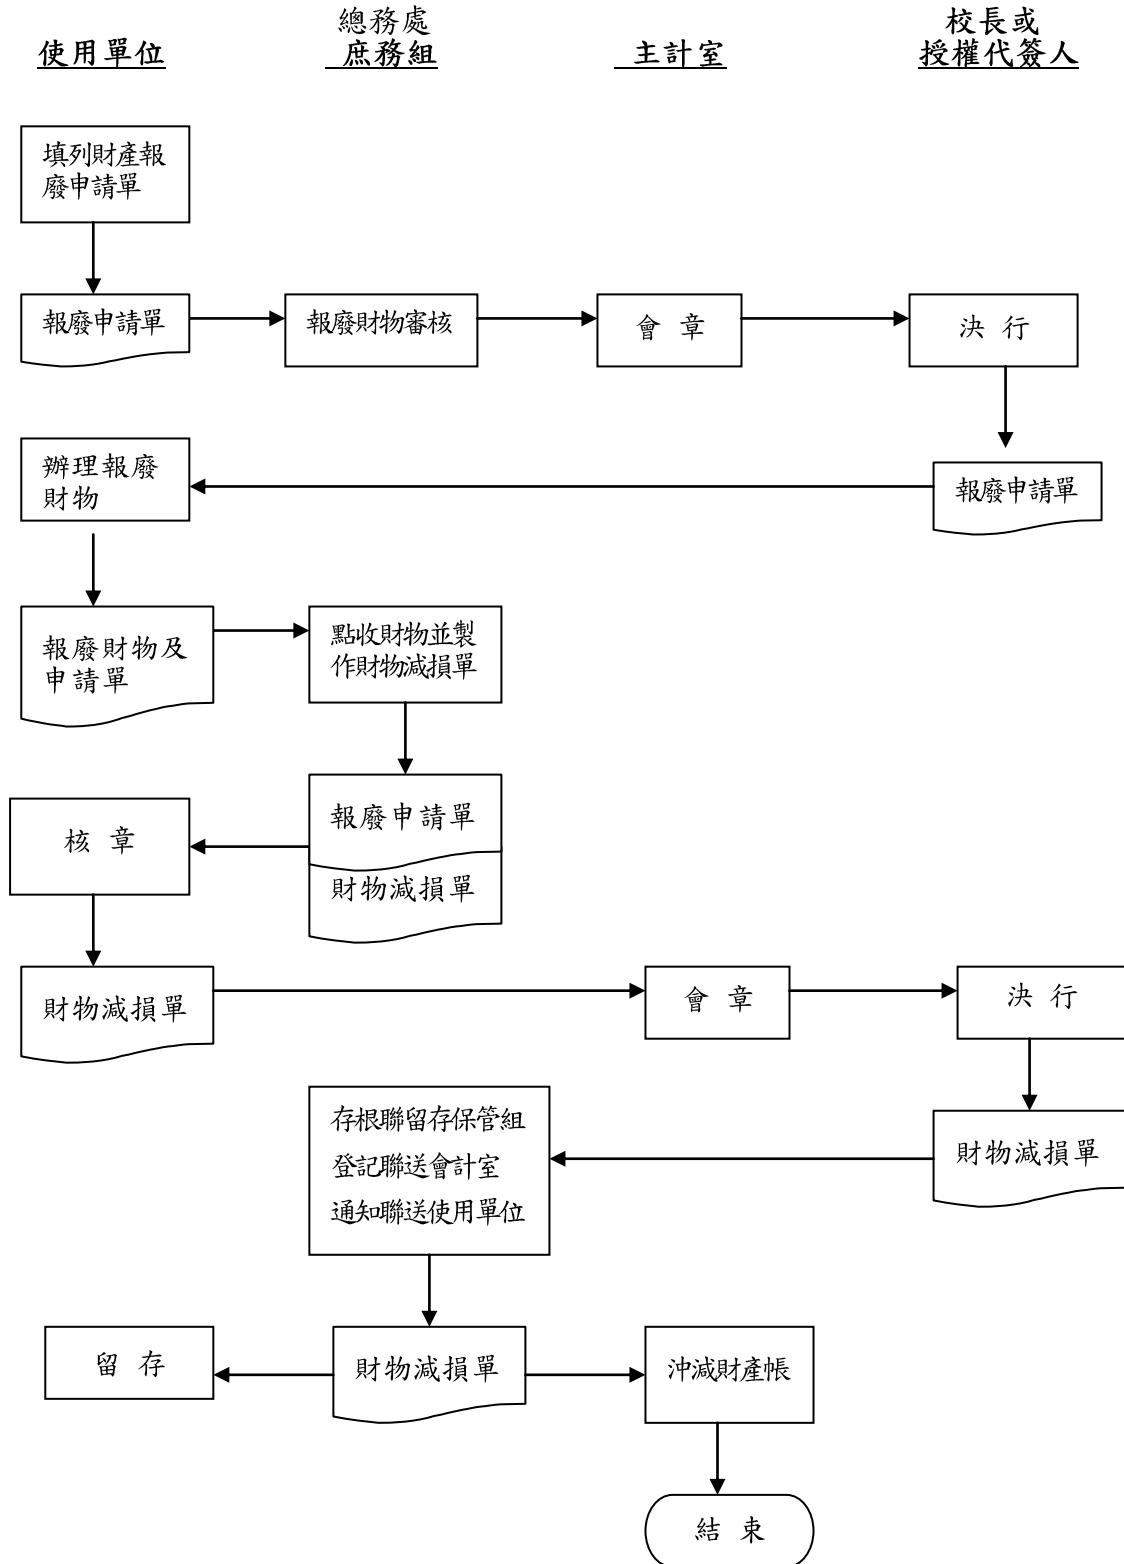 總務處
校長或
使用單位
庶務組
主計室
授權代簽人
填列財產報
廢申請單
報廢申請單
報廢財物審核
會 章
決 行
辦理報廢
財物
報廢申請單
報廢財物及
申請單
點收財物並製
作財物減損單
報廢申請單
核 章
財物減損單
財物減損單
會 章
決 行
存根聯留存保管組
登記聯送會計室
通知聯送使用單位
財物減損單
留 存
財物減損單
沖減財產帳
結 束